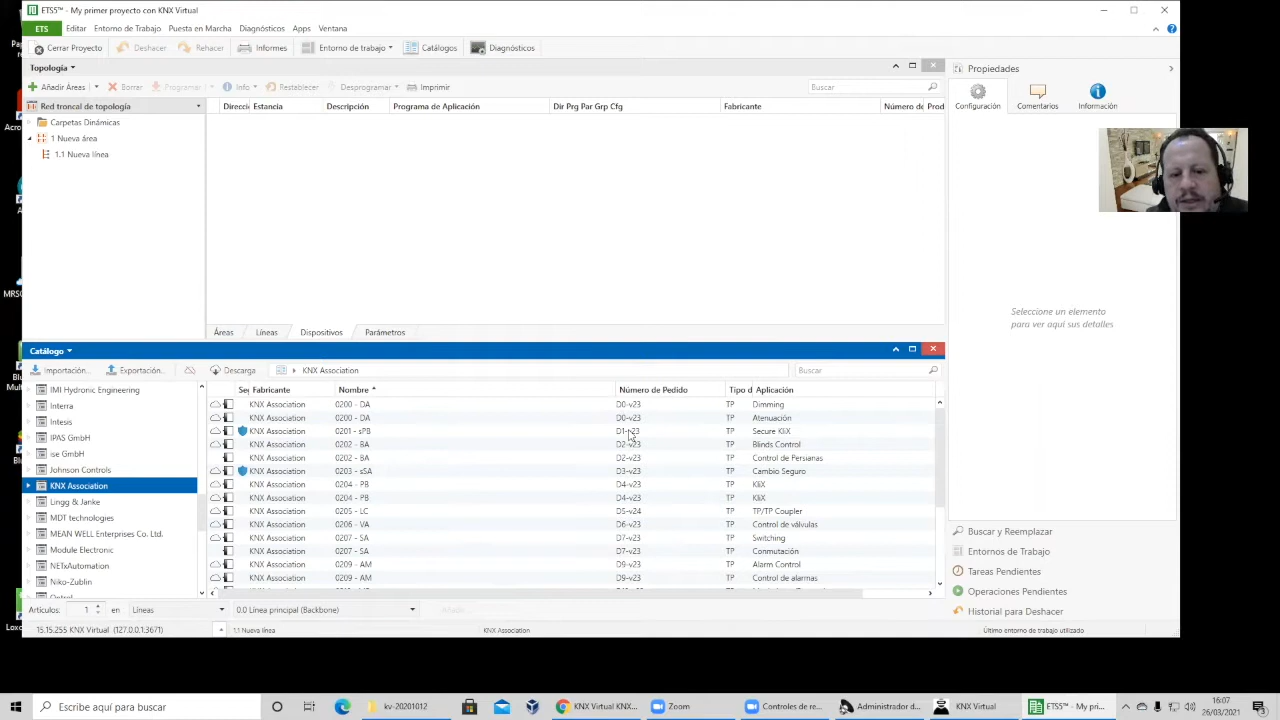 ETS5™ - My primer proyecto con KNX Virtual
ETS Editar Entorno de Trabajo Puesta en Marcha Diagnósticos Apps Ventana
Cerrar Proyecto Deshacer Rehacer Informes Entorno de trabajo Catálogos Diagnósticos
Topología
Añadir Áreas Borrar Programar Info Restablecer Desprogramar Imprimir Buscar
Red troncal de topología
Carpetas Dinámicas
1 Nueva área
1.1 Nueva línea
Direcci Estancia Descripción Programa de Aplicación Dir Prg Par Grp Cfg Fabricante Número de Prod
Áreas Líneas Dispositivos Parámetros
Propiedades
Configuración Comentarios Información
Seleccione un elemento
para ver aquí sus detalles
Buscar y Reemplazar
Entornos de Trabajo
Tareas Pendientes
Operaciones Pendientes
Historial para Deshacer
Último entorno de trabajo utilizado
Catálogo
Importación... Exportación... Descarga KNX Association Buscar
IMI Hydronic Engineering
Interra
Intesis
IPAS GmbH
ise GmbH
Johnson Controls
KNX Association
Lingg & Janke
MDT technologies
MEAN WELL Enterprises Co. Ltd.
Module Electronic
NETxAutomation
Niko-Zublin
Seg Fabricante Nombre Número de Pedido Tipo d Aplicación
KNX Association 0200 - DA D0-v23 TP Dimming
KNX Association 0200 - DA D0-v23 TP Atenuación
KNX Association 0201 - sPB D1-v23 TP Secure KliX
KNX Association 0202 - BA D2-v23 TP Blinds Control
KNX Association 0202 - BA D2-v23 TP Control de Persianas
KNX Association 0203 - sSA D3-v23 TP Cambio Seguro
KNX Association 0204 - PB D4-v23 TP KliX
KNX Association 0204 - PB D4-v23 TP KliX
KNX Association 0205 - LC D5-v24 TP TP/TP Coupler
KNX Association 0206 - VA D6-v23 TP Control de válvulas
KNX Association 0207 - SA D7-v23 TP Switching
KNX Association 0207 - SA D7-v23 TP Conmutación
KNX Association 0209 - AM D9-v23 TP Alarm Control
KNX Association 0209 - AM D9-v23 TP Control de alarmas
Artículos: 1 en Líneas 0.0 Línea principal (Backbone) Añadir
15.15.255 KNX Virtual (127.0.0.1:3671) 1.1 Nueva línea KNX Association
Acro
MRSC
Blu
Mult
Loxo
Escribe aquí para buscar
kv-20201012
KNX Virtual KNX...
Zoom
Controles de re...
Administrador d...
KNX Virtual
ETS5™ - My pri...
16:07
26/03/2021